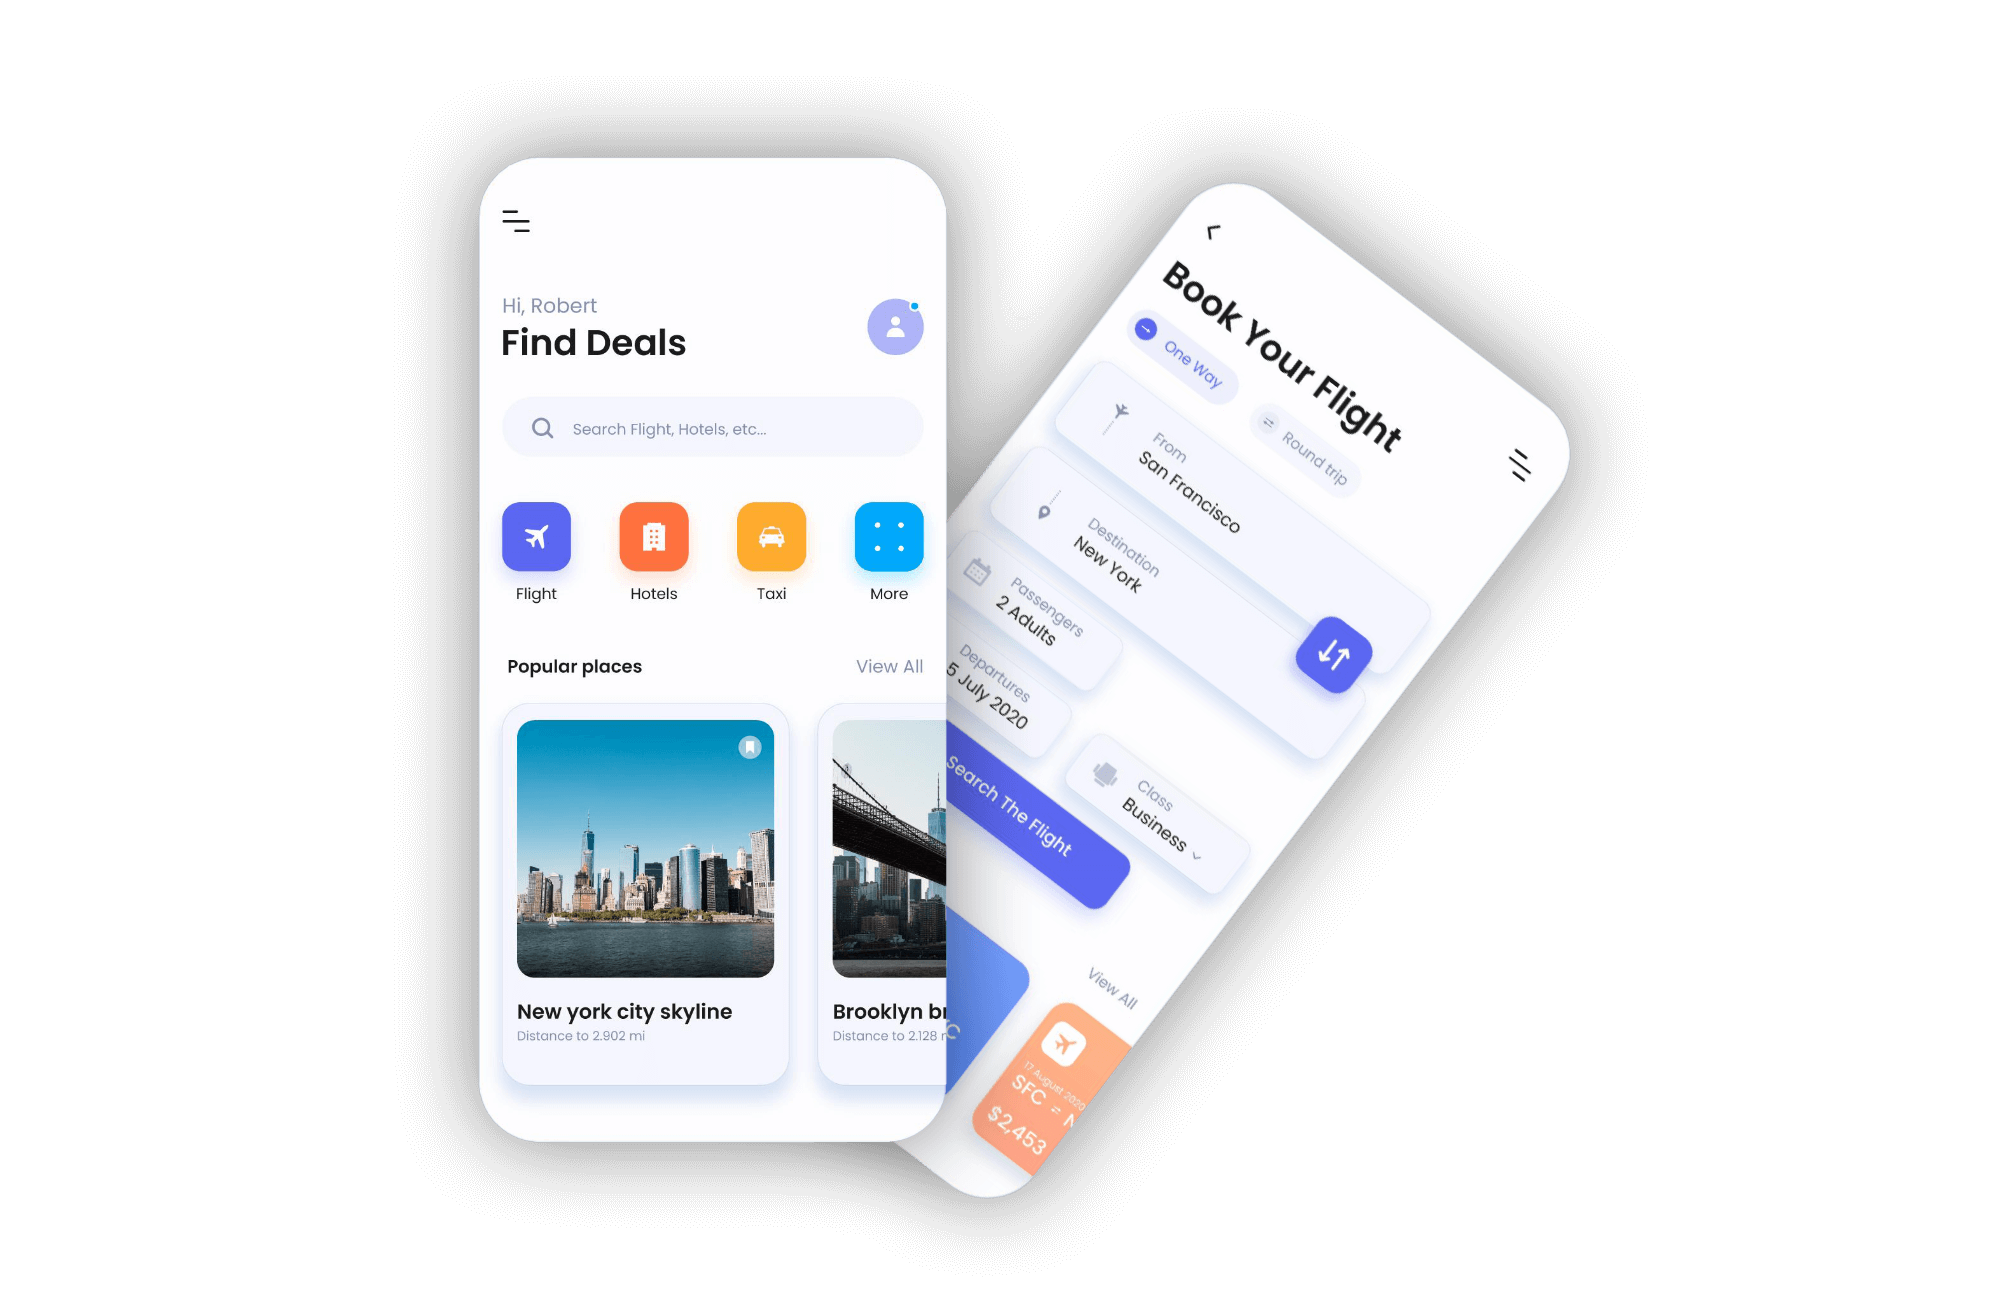 Hi, Robert
Find Deals
Search Flight, Hotels, etc...
Flight
Hotels
Taxi
More
Popular places
View All
New york city skyline
Distance to 2.902 mi
Brooklyn
Distance to 2.128
Book Your Flight
One Way
Round trip
From
San Francisco
Destination
New York
Passengers
2 Adults
Departures
5 July 2020
Class
Business
Search The Flight
View All
17 August 2020
SFC ⇌
$2,453